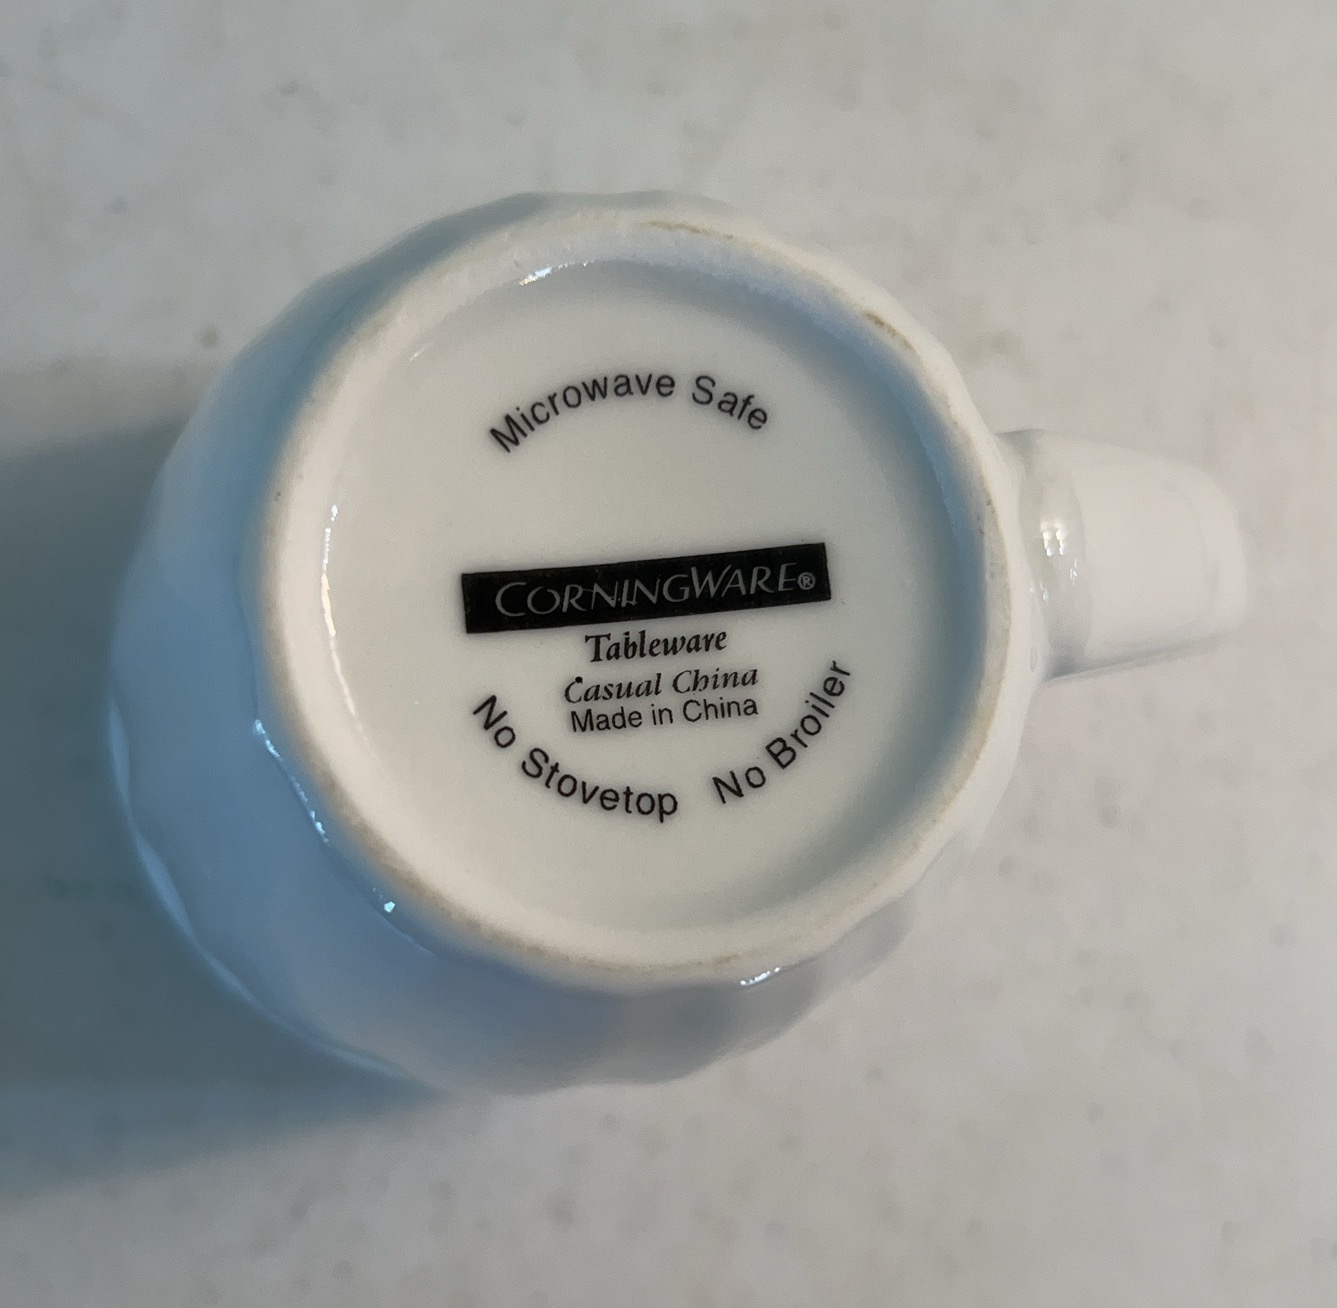 Microwave Safe
CORNINGWARE®
Tableware
Casual China
Made in China
No Stovetop No Broiler